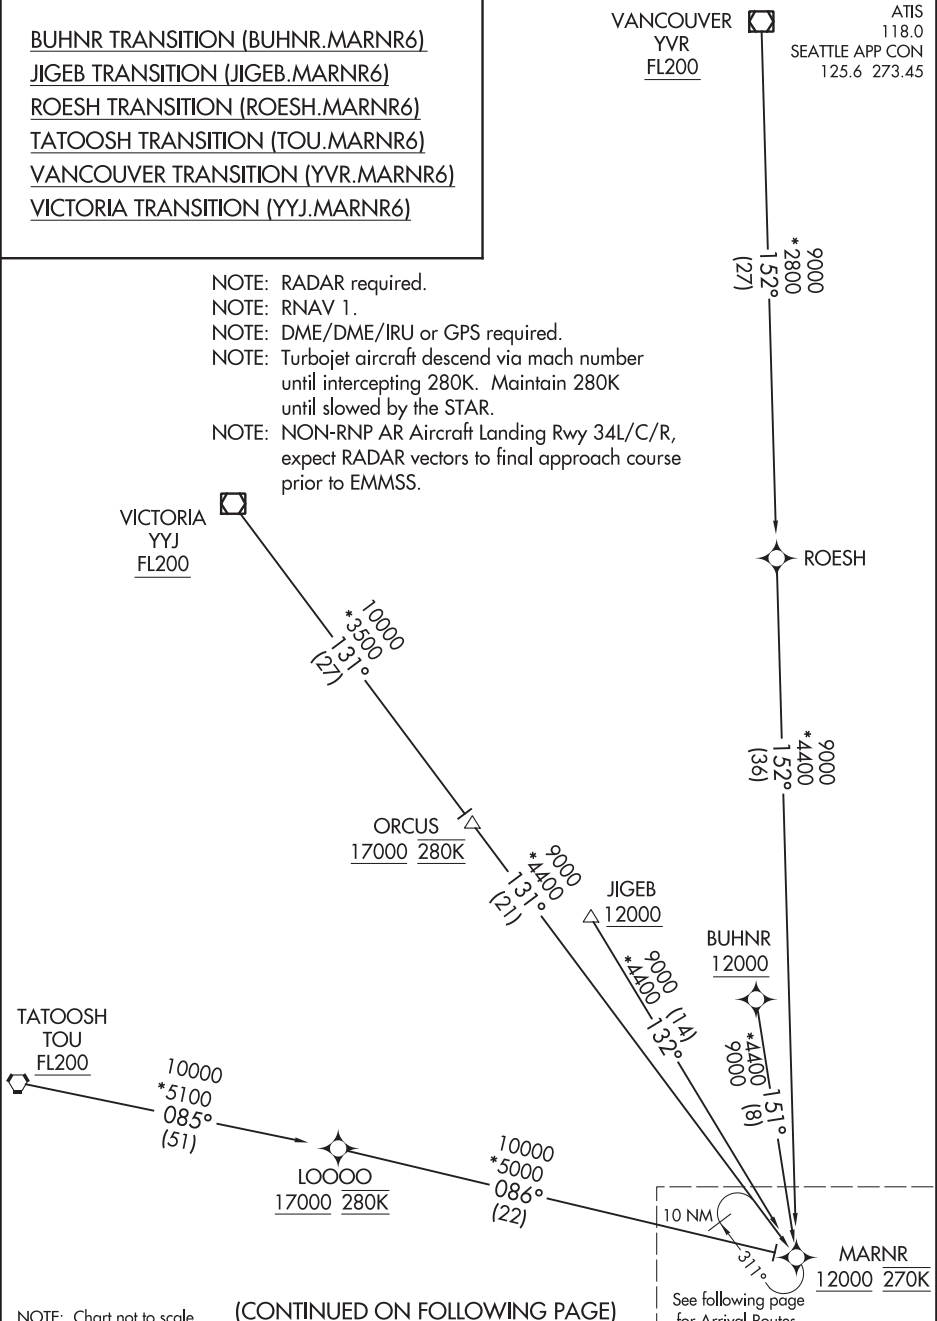 BUHNR TRANSITION (BUHNR.MARNR6)
JIGEB TRANSITION (JIGEB.MARNR6)
ROESH TRANSITION (ROESH.MARNR6)
TATOOSH TRANSITION (TOU.MARNR6)
VANCOUVER TRANSITION (YVR.MARNR6)
VICTORIA TRANSITION (YYJ.MARNR6)
VANCOUVER
YVR
FL200
ATIS
118.0
SEATTLE APP CON
125.6 273.45
9000
*2800
152°
(27)
NOTE: RADAR required.
NOTE: RNAV 1.
NOTE: DME/DME/IRU or GPS required.
NOTE: Turbojet aircraft descend via mach number
until intercepting 280K. Maintain 280K
until slowed by the STAR.
NOTE: NON-RNP AR Aircraft Landing Rwy 34L/C/R,
expect RADAR vectors to final approach course
prior to EMMSS.
VICTORIA
YYJ
FL200
ROESH
10000
*3500
131°
(27)
9000
*4400
152°
(36)
ORCUS
17000 280K
9000
*4400
131°
(21)
JIGEB
12000
9000
*4400
(14)
132°
BUHNR
12000
*4400
9000
151°
(8)
TATOOSH
TOU
FL200
10000
*5100
085°
(51)
LOOOO
17000 280K
10000
*5000
086°
(22)
10 NM
311°
MARNR
12000 270K
See following page
for Arrival Routes
NOTE: Chart not to scale
(CONTINUED ON FOLLOWING PAGE)